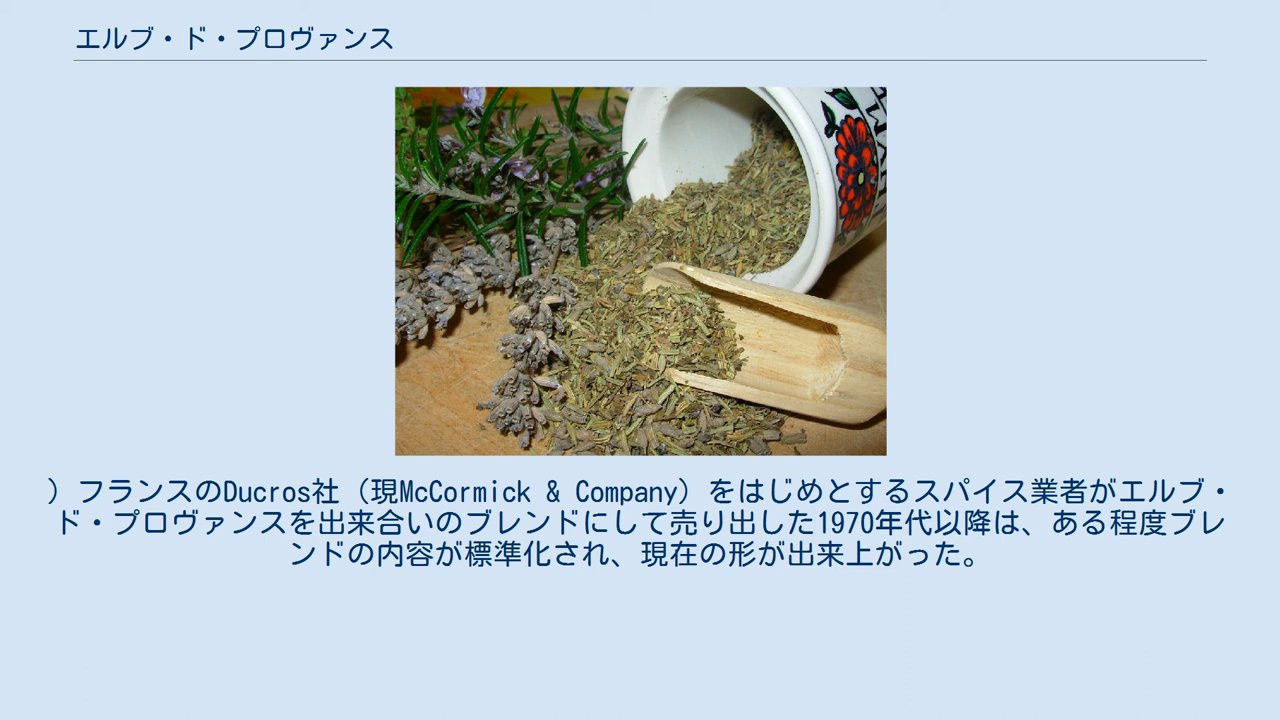 エルブ・ド・プロヴァンス
）フランスのDucros社（現McCormick & Company）をはじめとするスパイス業者がエルブ・
ド・プロヴァンスを出来合いのブレンドにして売り出した1970年代以降は、ある程度ブレ
ンドの内容が標準化され、現在の形が出来上がった。